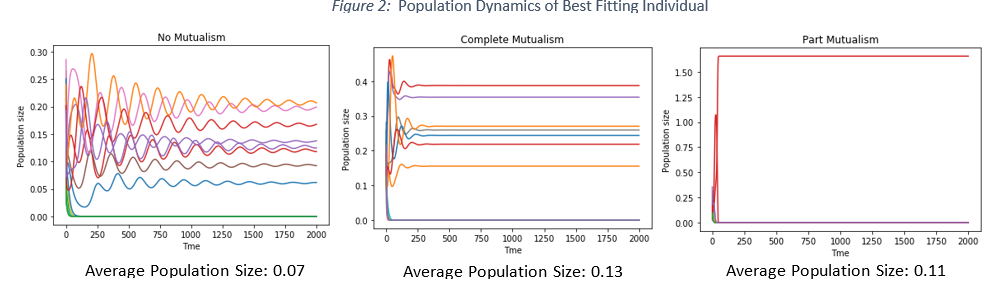 Figure 2: Population Dynamics of Best Fitting Individual
No Mutualism
Population size
0.30
0.25
0.20
0.15
0.10
0.05
0.00
0 250 500 750 1000 1250 1500 1750 2000
Tme
Average Population Size: 0.07
Complete Mutualism
Population size
0.4
0.3
0.2
0.1
0.0
0 250 500 750 1000 1250 1500 1750 2000
Tme
Average Population Size: 0.13
Part Mutualism
Population size
1.50
1.25
1.00
0.75
0.50
0.25
0.00
0 250 500 750 1000 1250 1500 1750 2000
Tme
Average Population Size: 0.11